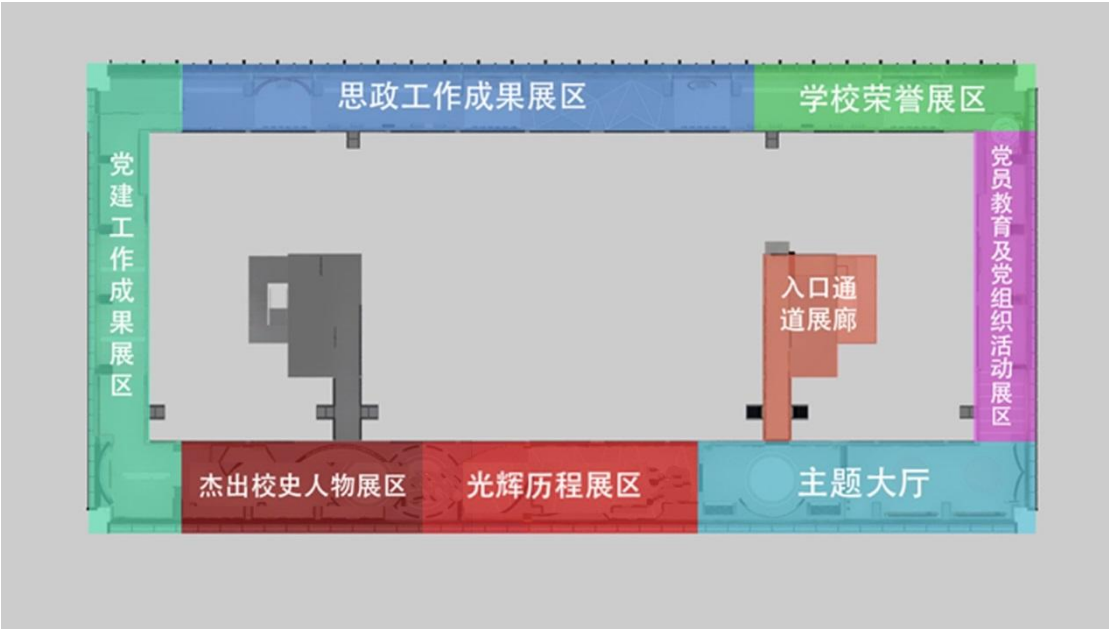 思政工作成果展区
学校荣誉展区
党建工作成果展区
党员教育及党组织活动展区
入口通
道展廊
杰出校史人物展区
光辉历程展区
主题大厅